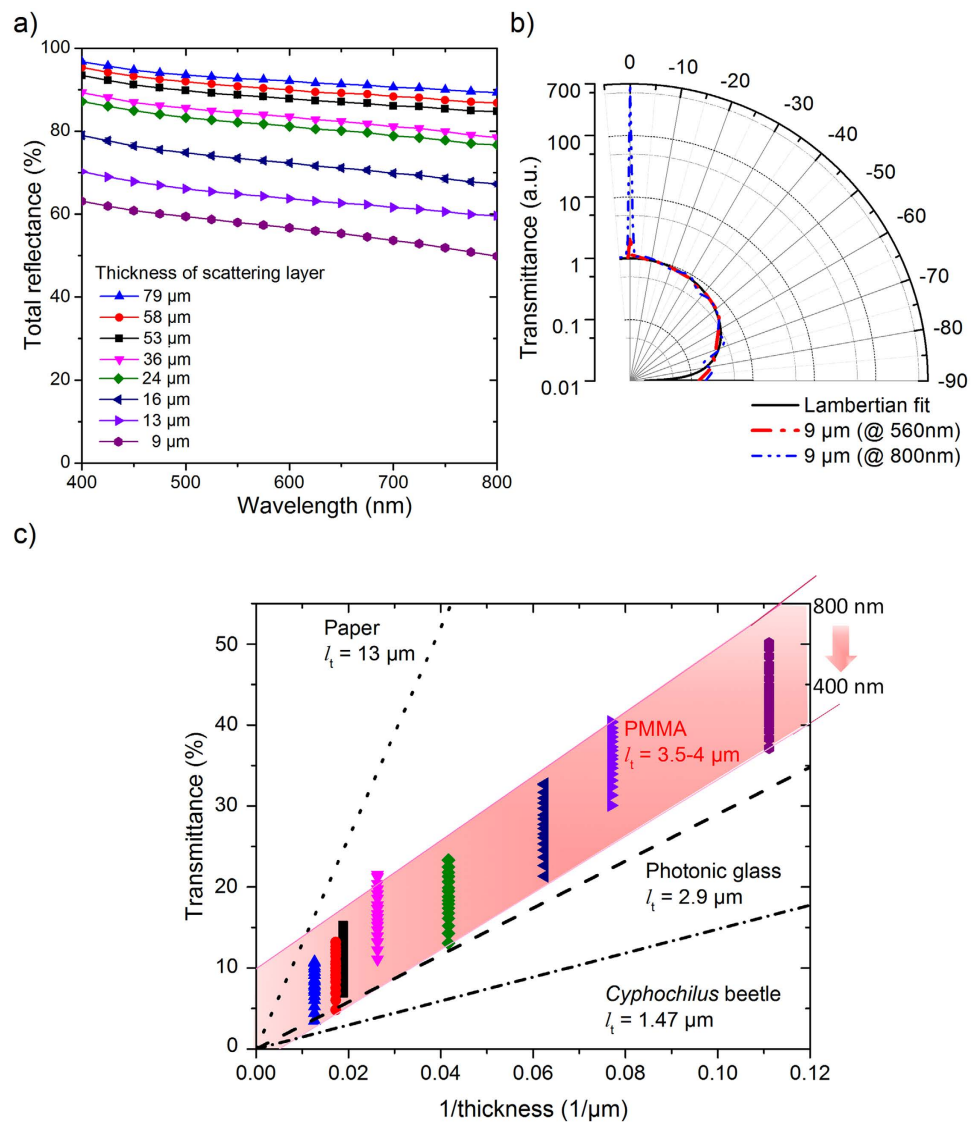 a)
Total reflectance (%)
100
80
60
40
20
0
400
500
600
700
800
Wavelength (nm)
Thickness of scattering layer
79 µm
58 µm
53 µm
36 µm
24 µm
16 µm
13 µm
9 µm
b)
Transmittance (a.u.)
700
100
10
1
0.1
0.01
0
-10
-20
-30
-40
-50
-60
-70
-80
-90
Lambertian fit
9 µm (@ 560nm)
9 µm (@ 800nm)
c)
Transmittance (%)
50
40
30
20
10
0
0.00
0.02
0.04
0.06
0.08
0.10
0.12
1/thickness (1/µm)
Paper
lt = 13 µm
PMMA
lt = 3.5-4 µm
Photonic glass
lt = 2.9 µm
Cyphochilus beetle
lt = 1.47 µm
800 nm
400 nm